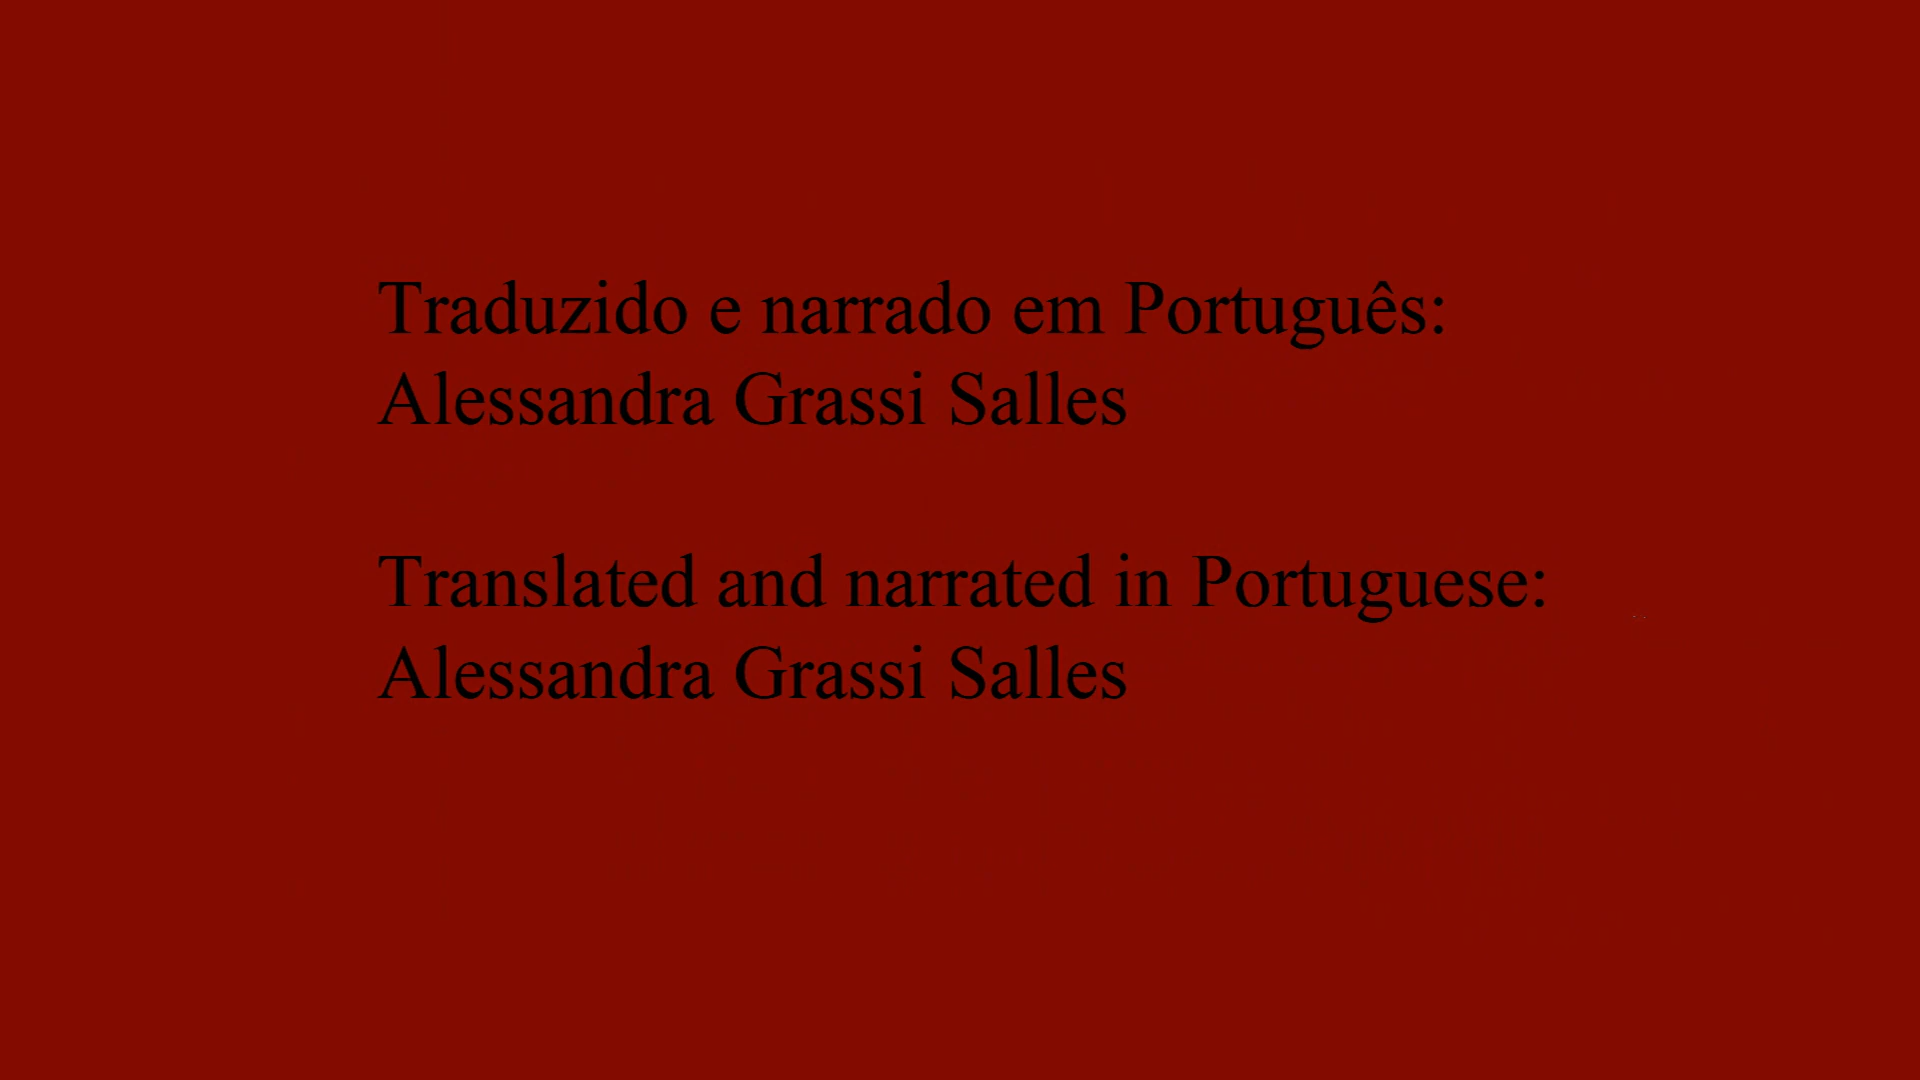 Traduzido e narrado em Português:
Alessandra Grassi Salles
Translated and narrated in Portuguese:
Alessandra Grassi Salles